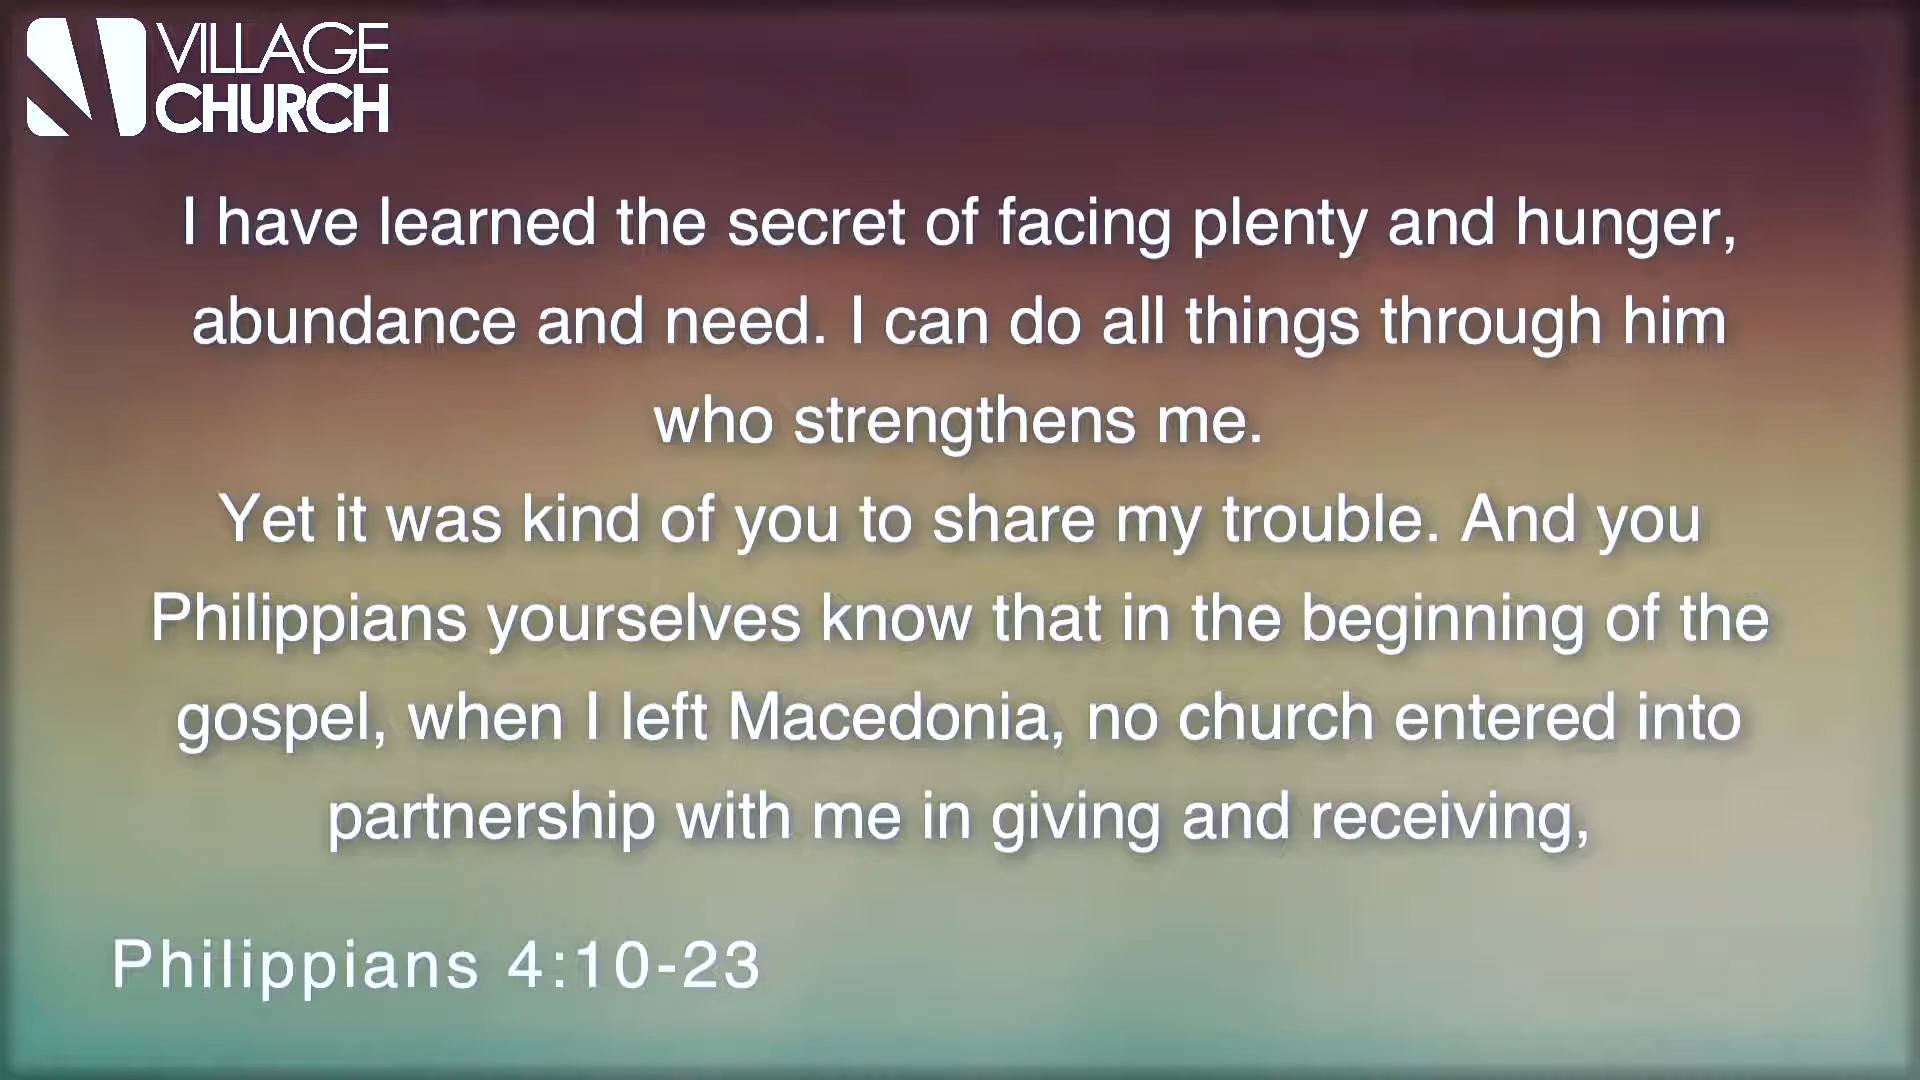 VILLAGE
CHURCH
I have learned the secret of facing plenty and hunger,
abundance and need. I can do all things through him
who strengthens me.
Yet it was kind of you to share my trouble. And you
Philippians yourselves know that in the beginning of the
gospel, when I left Macedonia, no church entered into
partnership with me in giving and receiving,
Philippians 4:10-23